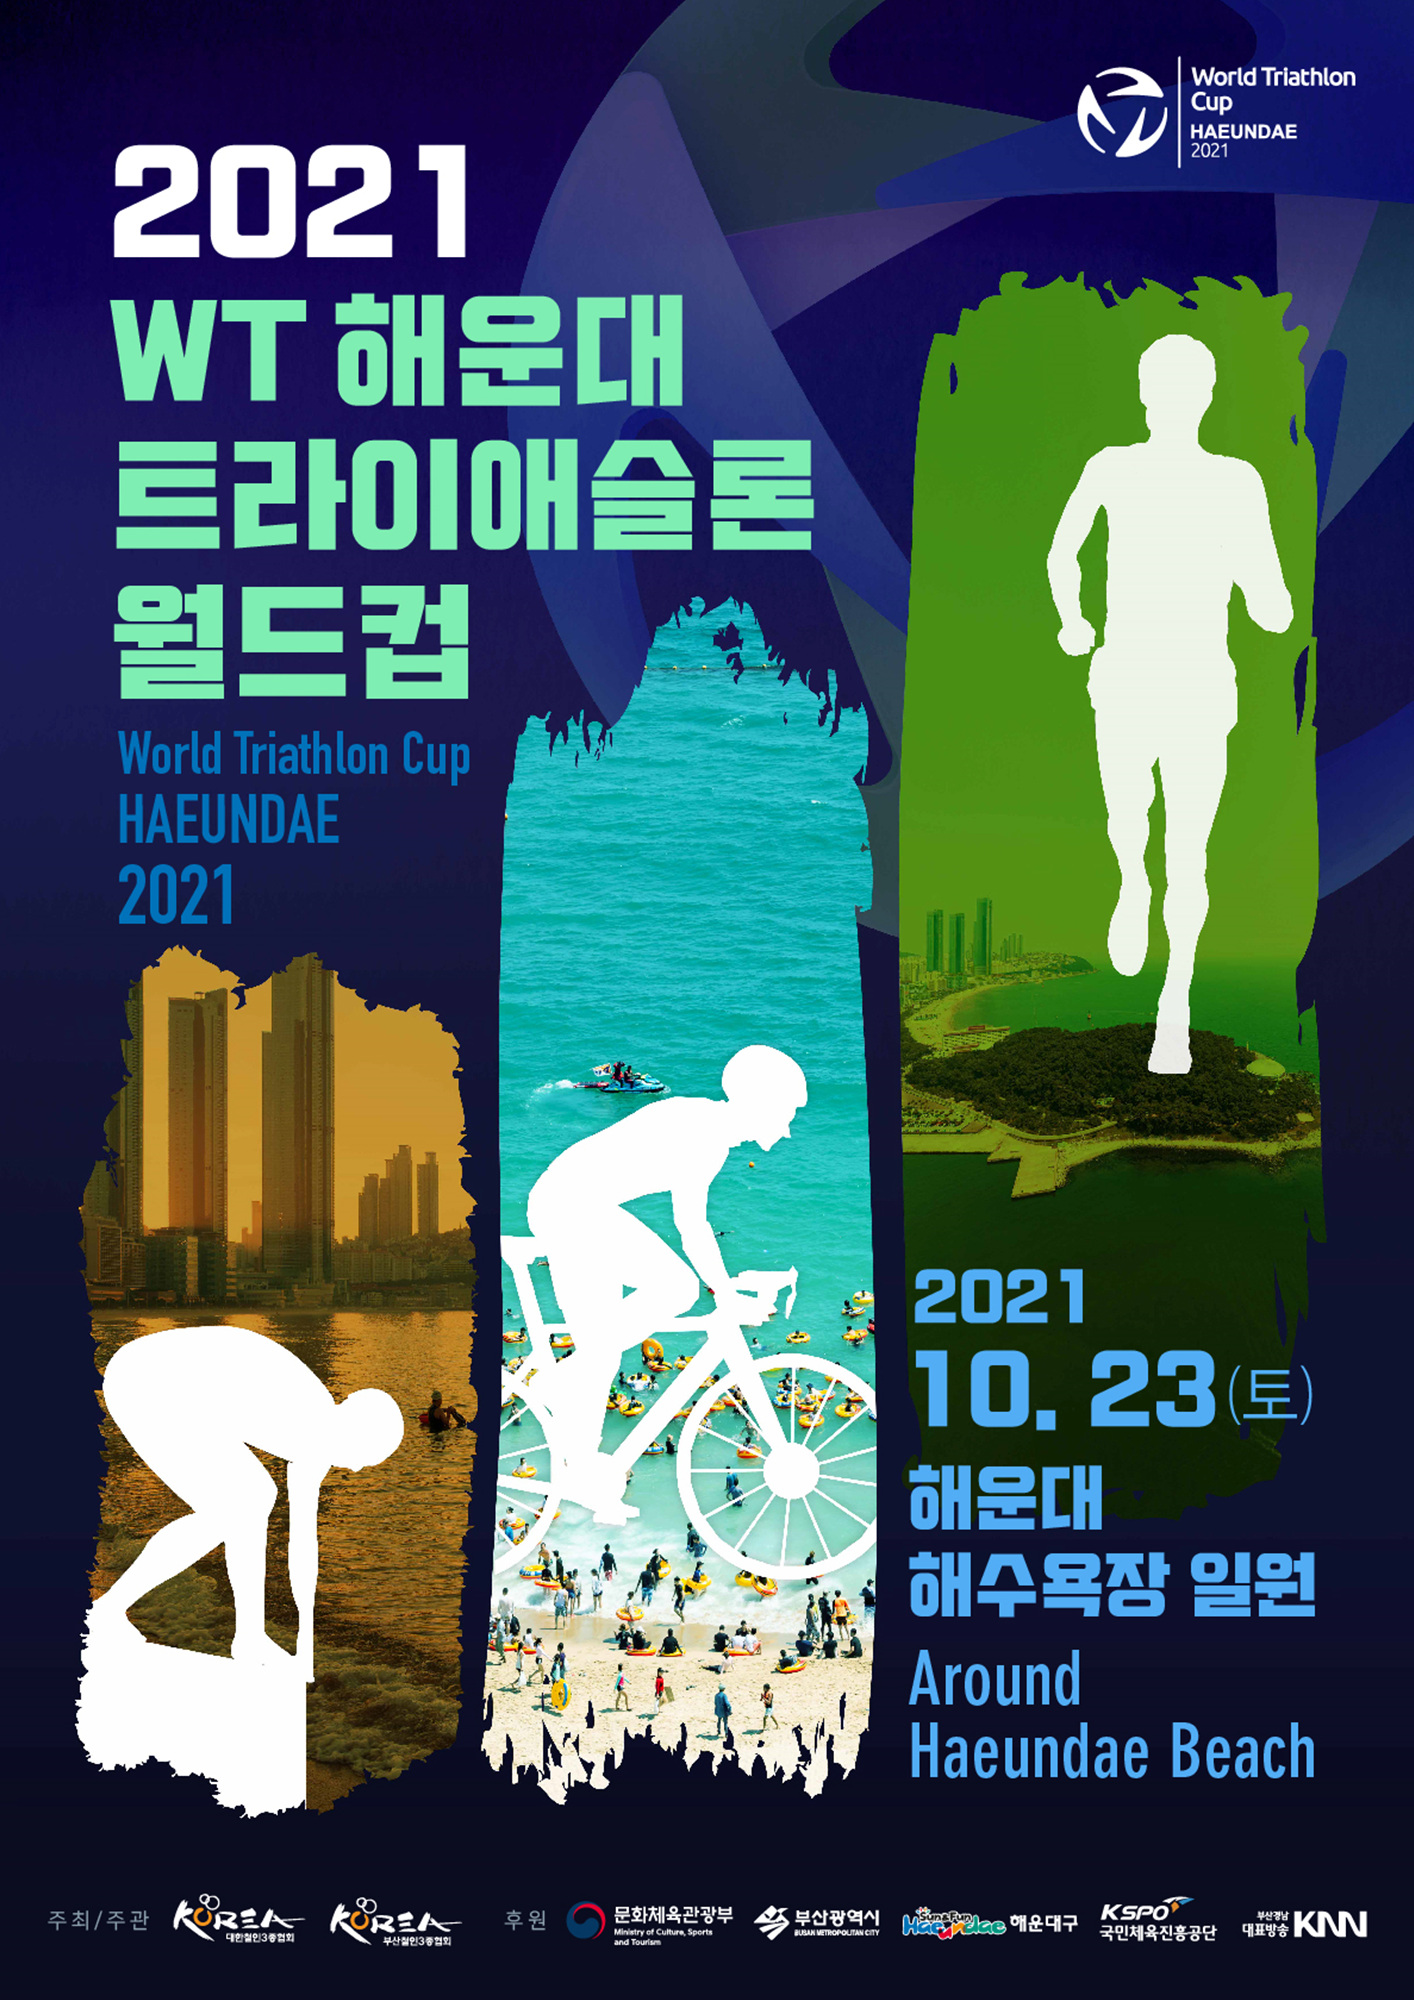 World Triathlon
Cup
HAEUNDAE
2021
2021
WT 해운대
트라이애슬론
월드컵
World Triathlon Cup
HAEUNDAE
2021
2021
10. 23(토)
해운대
해수욕장 일원
Around
Haeundae Beach
주최/주관
KOREA
대한철인3종협회
KOREA
부산철인3종협회
후원
문화체육관광부
Ministry of Culture, Sports
and Tourism
부산광역시
BUSAN METROPOLITAN CITY
Sun&Fun
Haeundae 해운대구
KSPO
국민체육진흥공단
부산경남
대표방송 KNN